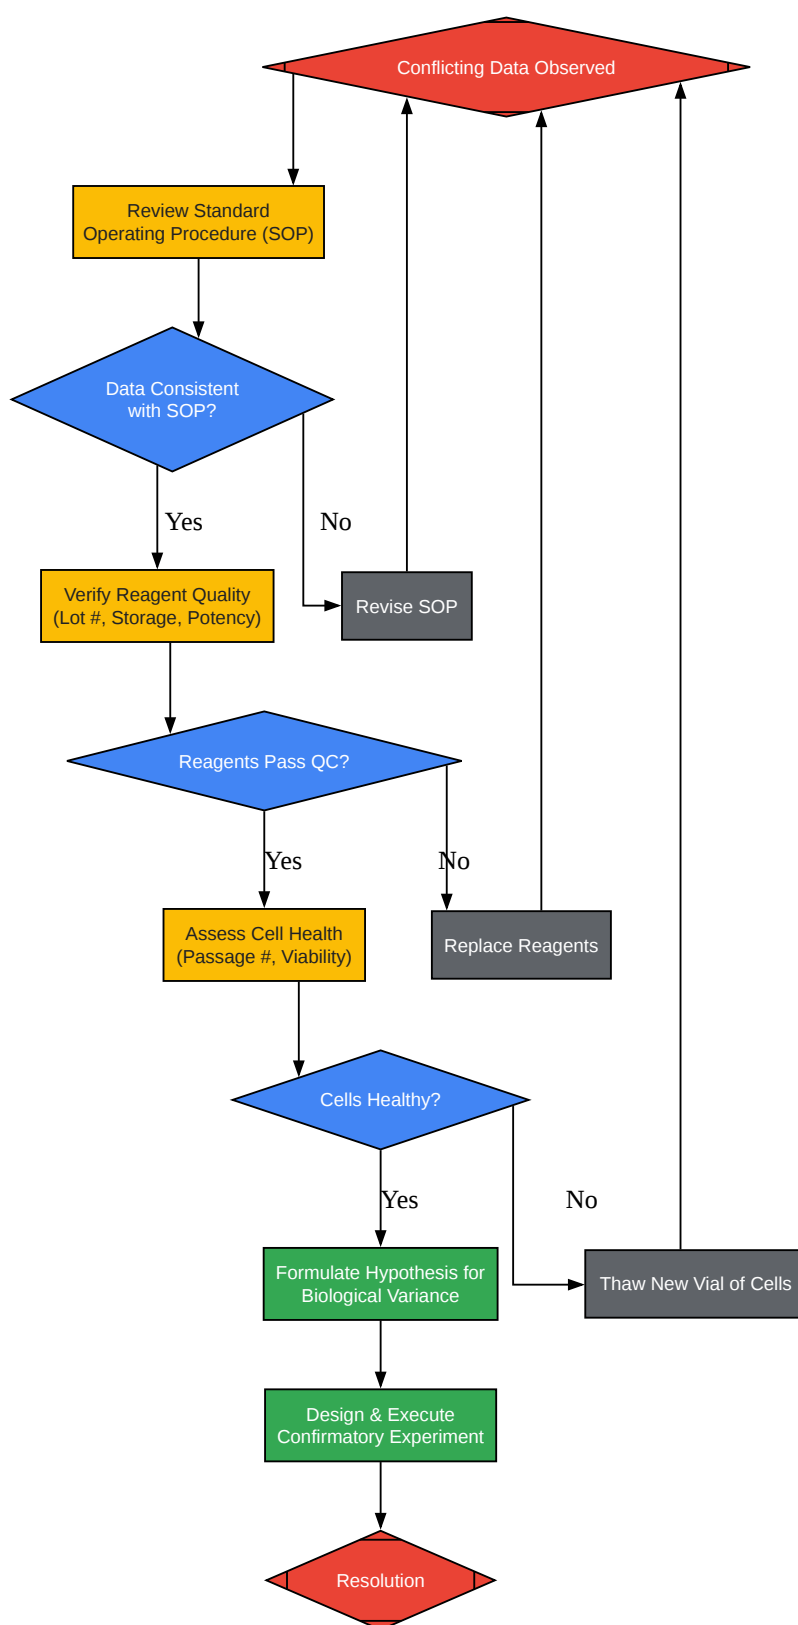 Conflicting Data Observed
Review Standard
Operating Procedure (SOP)
Data Consistent
with SOP?
Yes
No
Verify Reagent Quality
(Lot #, Storage, Potency)
Revise SOP
Reagents Pass QC?
Yes
No
Assess Cell Health
(Passage #, Viability)
Replace Reagents
Cells Healthy?
Yes
No
Formulate Hypothesis for
Biological Variance
Thaw New Vial of Cells
Design & Execute
Confirmatory Experiment
Resolution